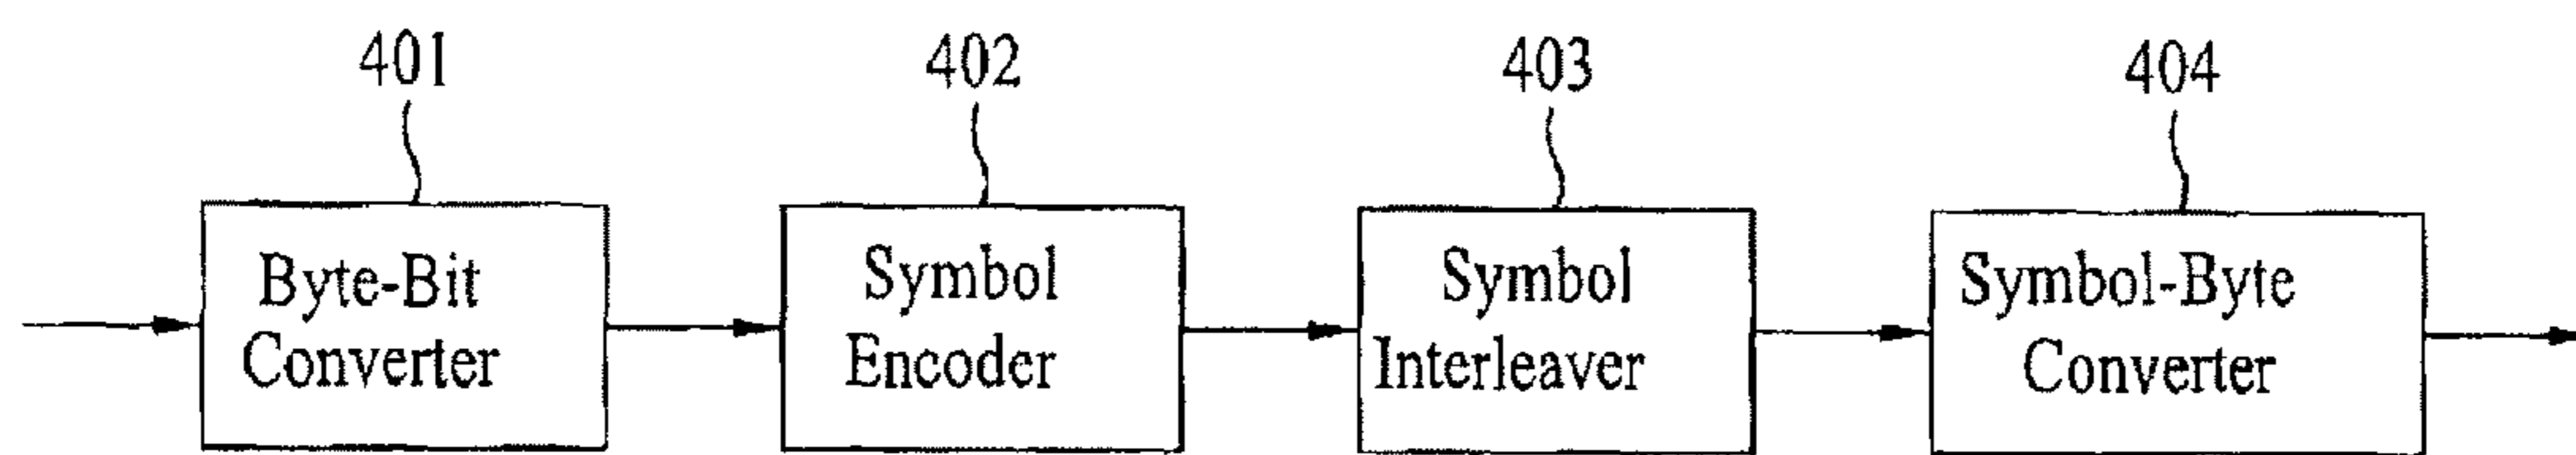 401
402
403
404
Byte-Bit
Converter
Symbol
Encoder
Symbol
Interleaver
Symbol-Byte
Converter